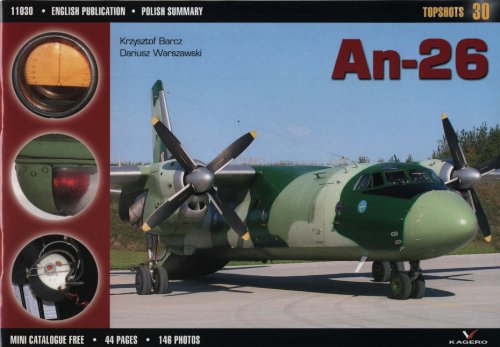 11030 • ENGLISH PUBLICATION • POLISH SUMMARY
TOPSHOTS 30
Krzysztof Barcz
Dariusz Warszawski
An-26
MINI CATALOGUE FREE • 44 PAGES • 146 PHOTOS
KAGERO